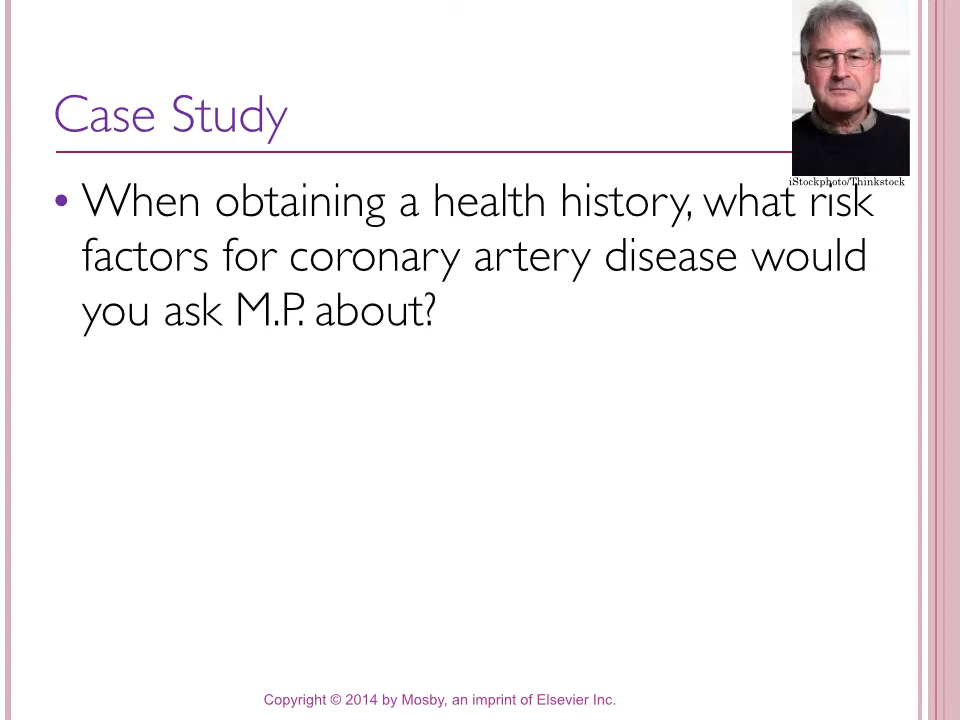 Case Study
iStockphoto/Thinkstock
• When obtaining a health history, what risk
factors for coronary artery disease would
you ask M.P. about?
Copyright © 2014 by Mosby, an imprint of Elsevier Inc.